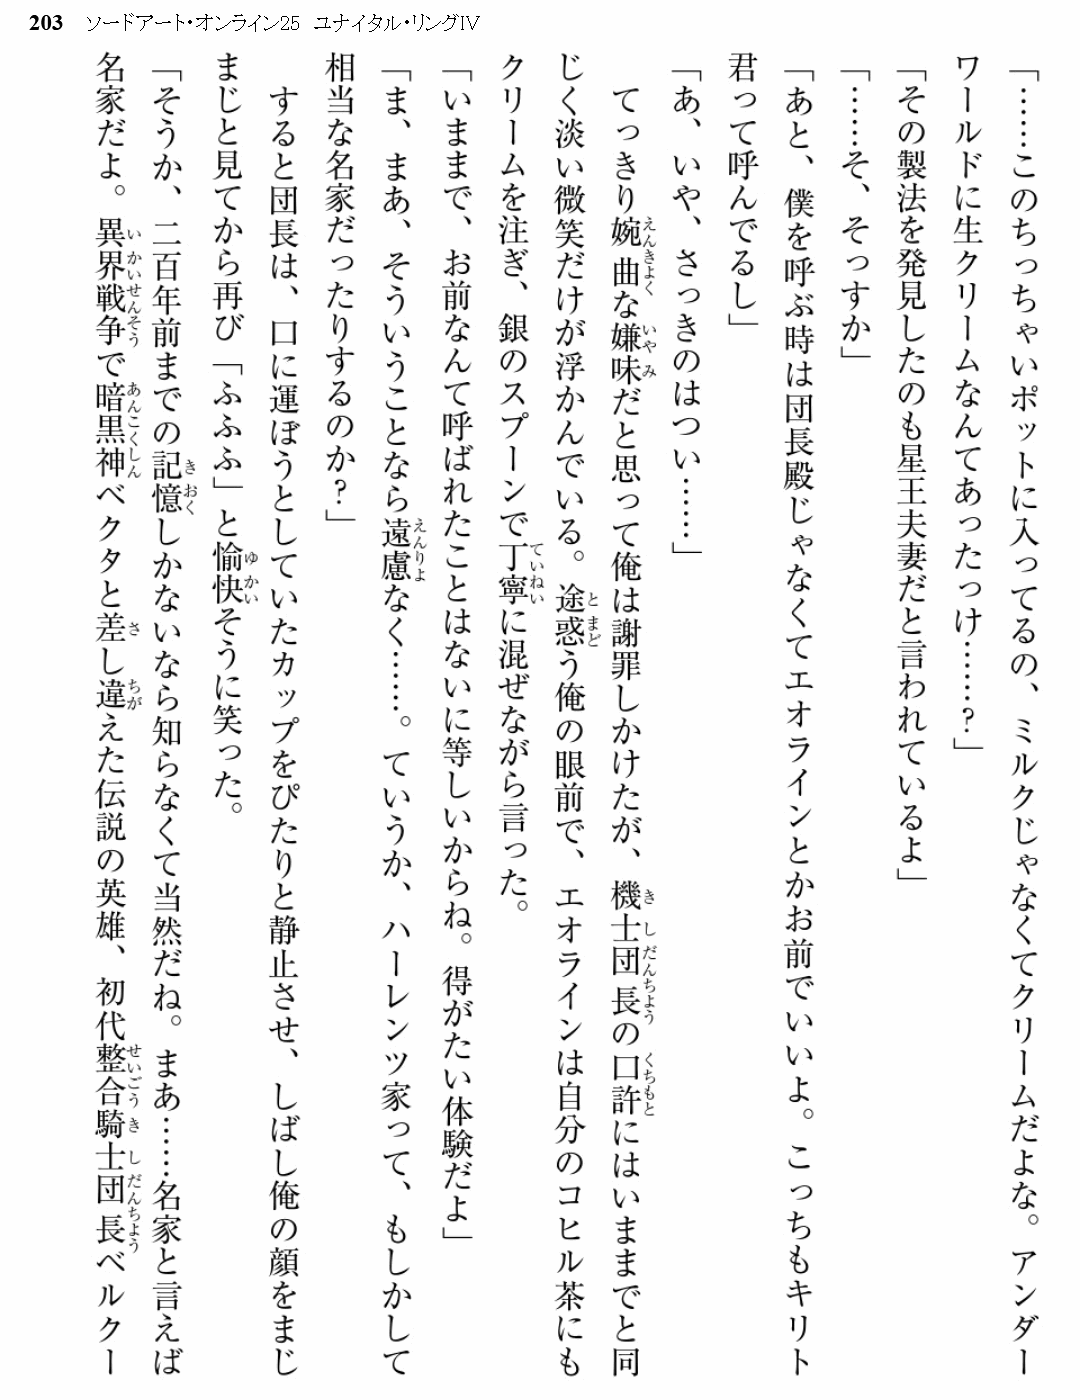 203 ソードアート・オンライン25 ユナイタル・リングIV
「……このちっちゃいポットに入ってるの、ミルクじゃなくてクリームだよな。アンダー
ワールドに生クリームなんてあったっけ……?」
「その製法を発見したのも星王夫妻だと言われているよ」
「……そ、そっすか」
「あと、僕を呼ぶ時は団長殿じゃなくてエオラインとかお前でいいよ。こっちもキリト
君って呼んでるし」
「あ、いや、さっきのはつい……」
てっきり婉曲な嫌味だと思って俺は謝罪しかけたが、機士団長の口許にはいままでと同
じく淡い微笑だけが浮かんでいる。途惑う俺の眼前で、エオラインは自分のコヒル茶にも
クリームを注ぎ、銀のスプーンで丁寧に混ぜながら言った。
「いままで、お前なんて呼ばれたことはないに等しいからね。得がたい体験だよ」
「ま、まあ、そういうことなら遠慮なく……。ていうか、ハーレンツ家って、もしかして
相当な名家だったりするのか?」
すると団長は、口に運ぼうとしていたカップをぴたりと静止させ、しばし俺の顔をまじ
まじと見てから再び「ふふふ」と愉快そうに笑った。
「そうか、二百年前までの記憶しかないなら知らなくて当然だね。まあ……名家と言えば
名家だよ。異界戦争で暗黒神ベクタと差し違えた伝説の英雄、初代整合騎士団長ベルクー